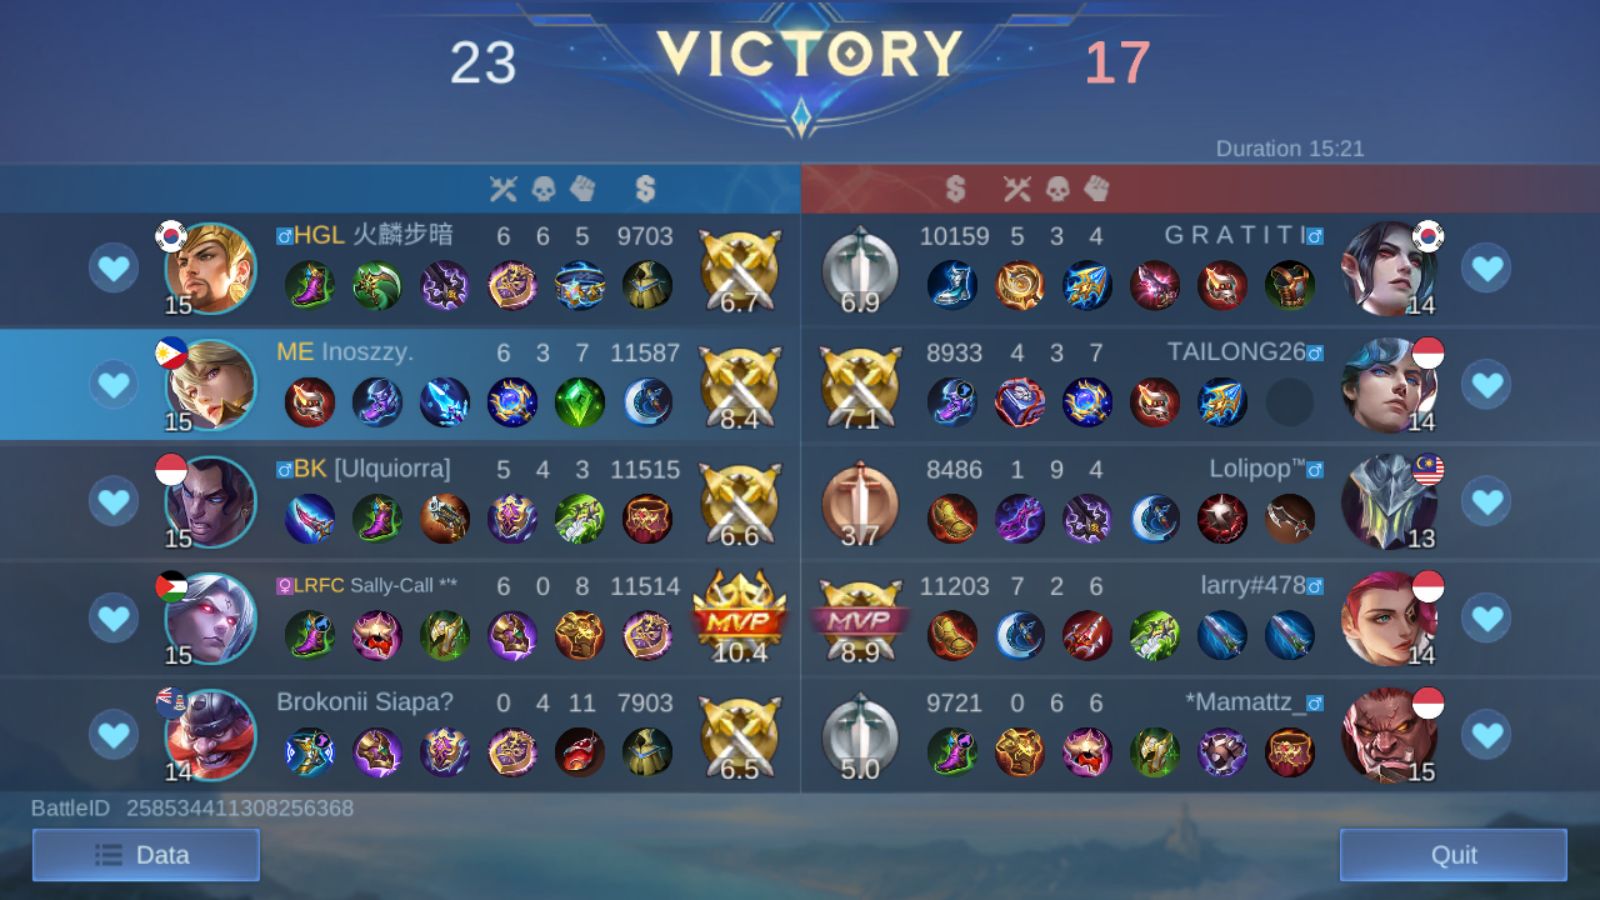 23 VICTORY 17
Duration 15:21
HGL 火麟步暗 6 6 5 9703
15 6.7
10159 5 3 4 G R A T I T I
6.9 14
ME Inoszzy. 6 3 7 11587
15 8.4
8933 4 3 7 TAILONG26
7.1 14
BK [Ulquiorra] 5 4 3 11515
15 6.6
8486 1 9 4 Lolipop™
3.7 13
LRFC Sally-Call *'* 6 0 8 11514
15 MVP 10.4
11203 7 2 6 larry#478
MVP 8.9 14
Brokonii Siapa? 0 4 11 7903
14 6.5
9721 0 6 6 *Mamattz_
5.0 15
BattleID 258534411308256368
Data
Quit